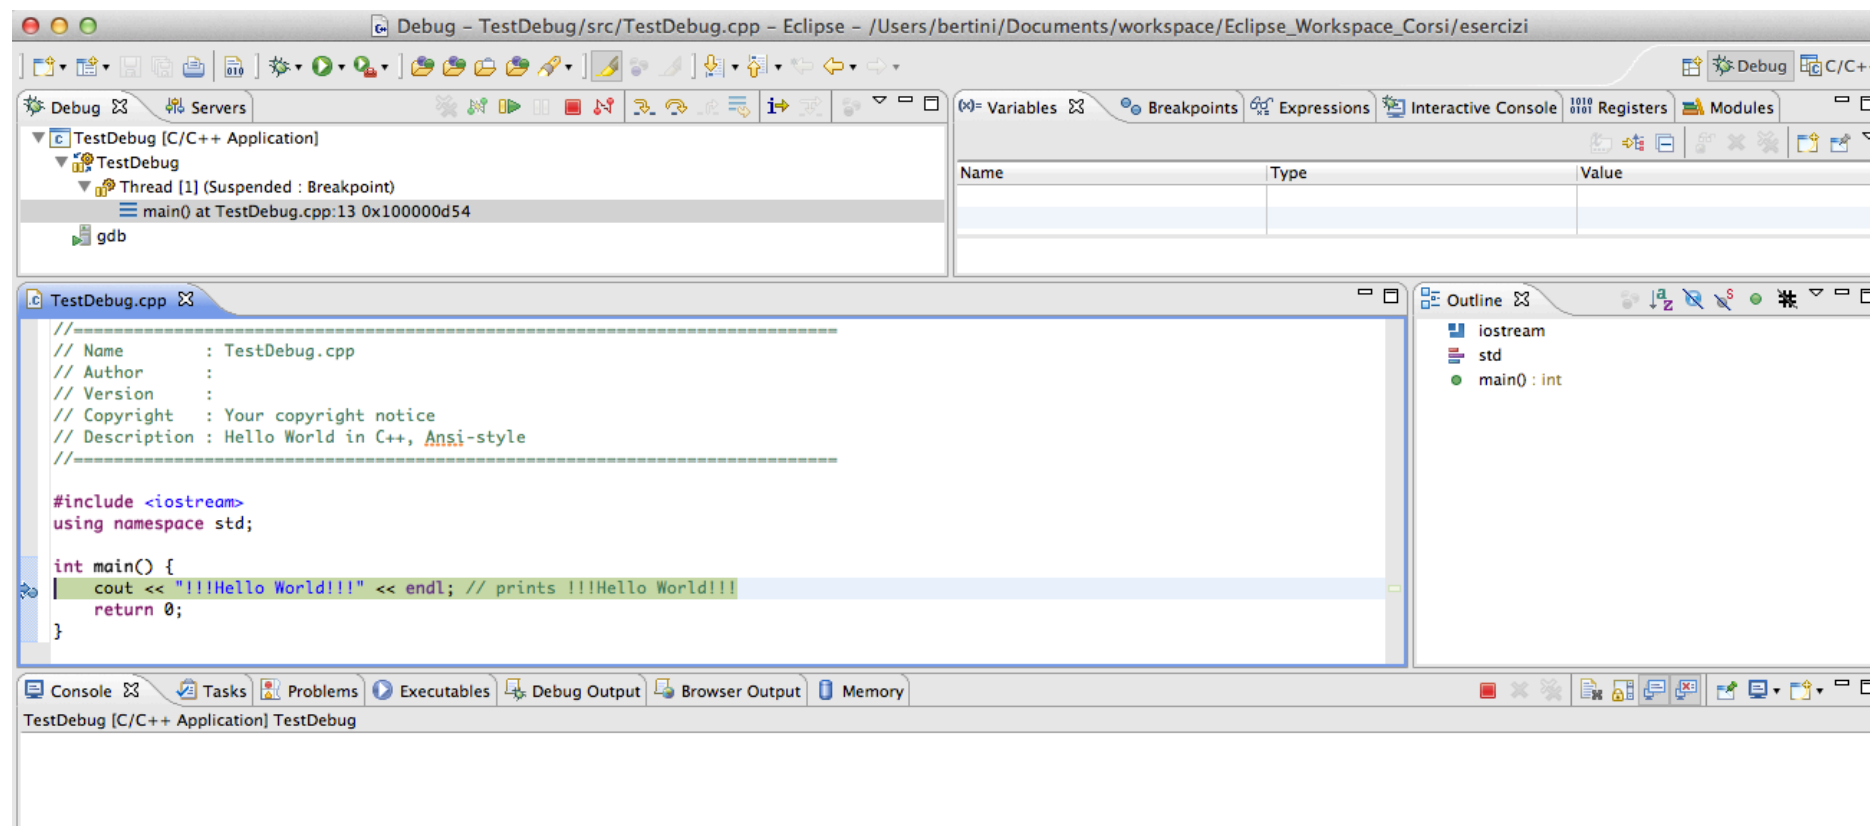 Debug – TestDebug/src/TestDebug.cpp – Eclipse – /Users/bertini/Documents/workspace/Eclipse_Workspace_Corsi/esercizi
Debug C/C+
Debug Servers
TestDebug [C/C++ Application]
TestDebug
Thread [1] (Suspended : Breakpoint)
main() at TestDebug.cpp:13 0x100000d54
gdb
(x)= Variables Breakpoints Expressions Interactive Console 1010 0101 Registers Modules
Name Type Value
TestDebug.cpp
//============================================================================
// Name        : TestDebug.cpp
// Author      :
// Version     :
// Copyright   : Your copyright notice
// Description : Hello World in C++, Ansi-style
//============================================================================
#include <iostream>
using namespace std;
int main() {
    cout << "!!!Hello World!!!" << endl; // prints !!!Hello World!!!
    return 0;
}
Outline
iostream
std
main() : int
Console Tasks Problems Executables Debug Output Browser Output Memory
TestDebug [C/C++ Application] TestDebug